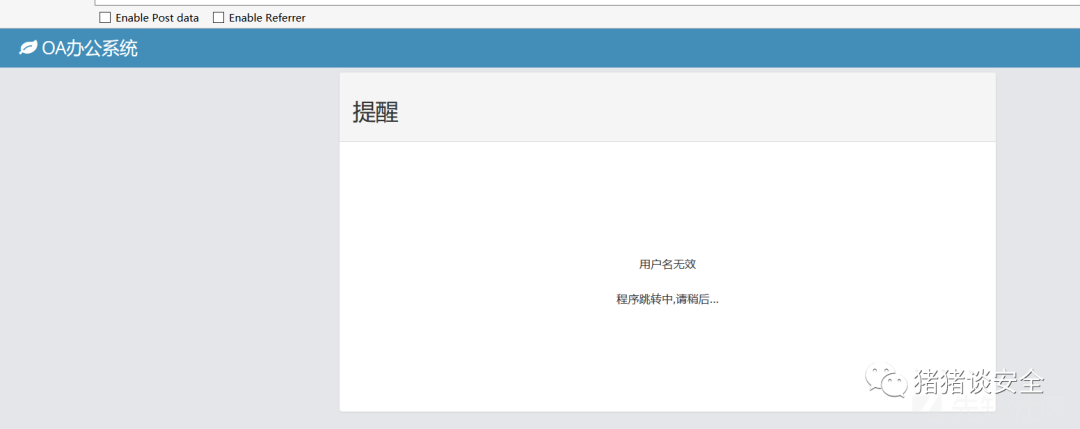 Enable Post data Enable Referrer
OA办公系统
提醒
用户名无效
程序跳转中,请稍后...
猪猪谈安全